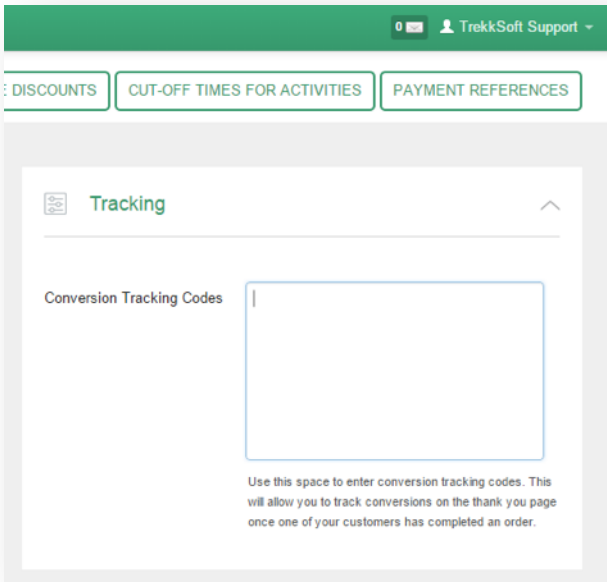 0 TrekkSoft Support
DISCOUNTS CUT-OFF TIMES FOR ACTIVITIES PAYMENT REFERENCES
Tracking
Conversion Tracking Codes
Use this space to enter conversion tracking codes. This
will allow you to track conversions on the thank you page
once one of your customers has completed an order.